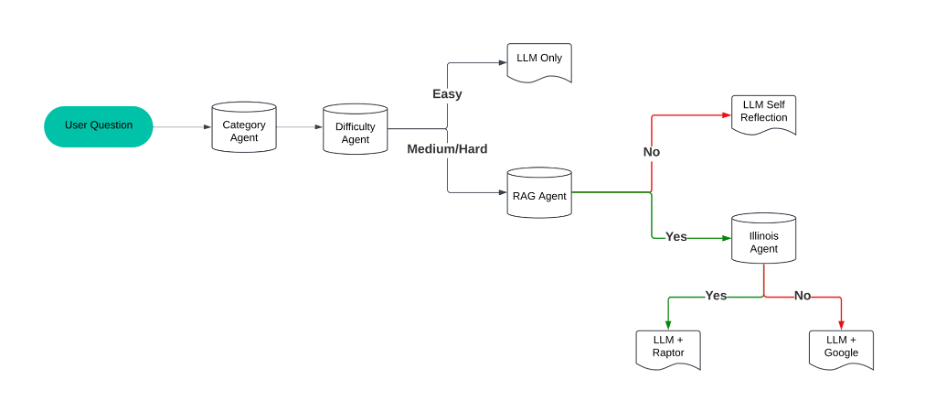 User Question
Category
Agent
Difficulty
Agent
Easy
Medium/Hard
LLM Only
RAG Agent
No
Yes
LLM Self
Reflection
Illinois
Agent
Yes
No
LLM +
Raptor
LLM +
Google